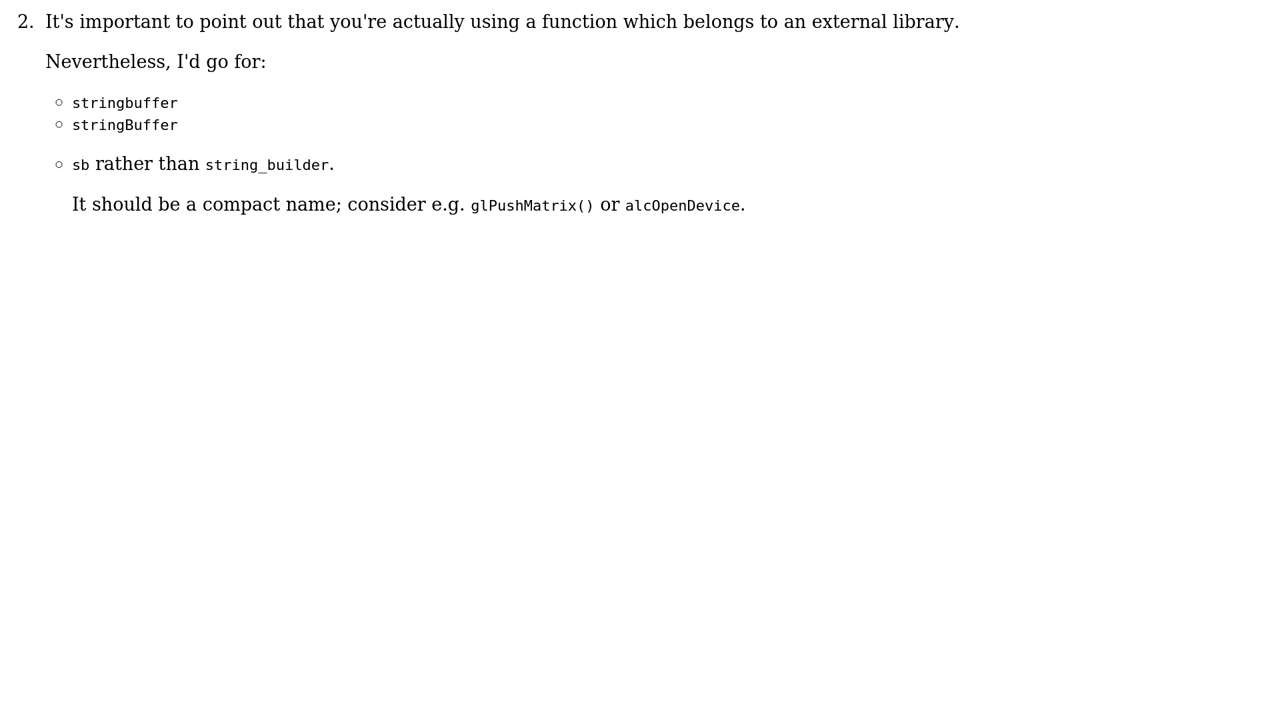 2. It's important to point out that you're actually using a function which belongs to an external library.
Nevertheless, I'd go for:
○ stringbuffer
○ stringBuffer
○ sb rather than string_builder.
It should be a compact name; consider e.g. glPushMatrix() or alcOpenDevice.